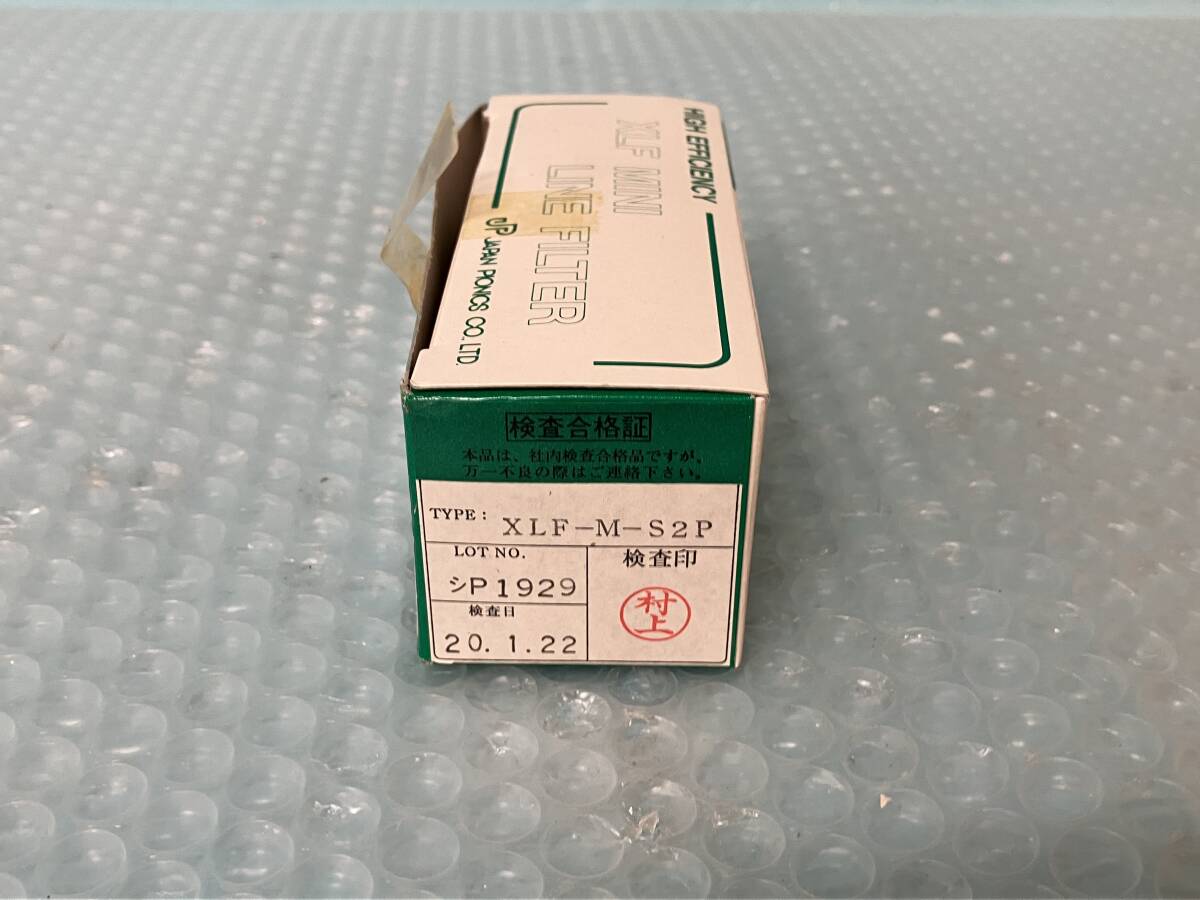 HIGH EFFICIENCY
XLF MINI
LINE FILTER
JP JAPAN PIONICS CO., LTD.
検査合格証
本品は、社内検査合格品ですが、
万一不良の際はご連絡下さい。
TYPE: XLF-M-S2P
LOT NO.
シP1929
検査日
20.1.22
検査印
村上